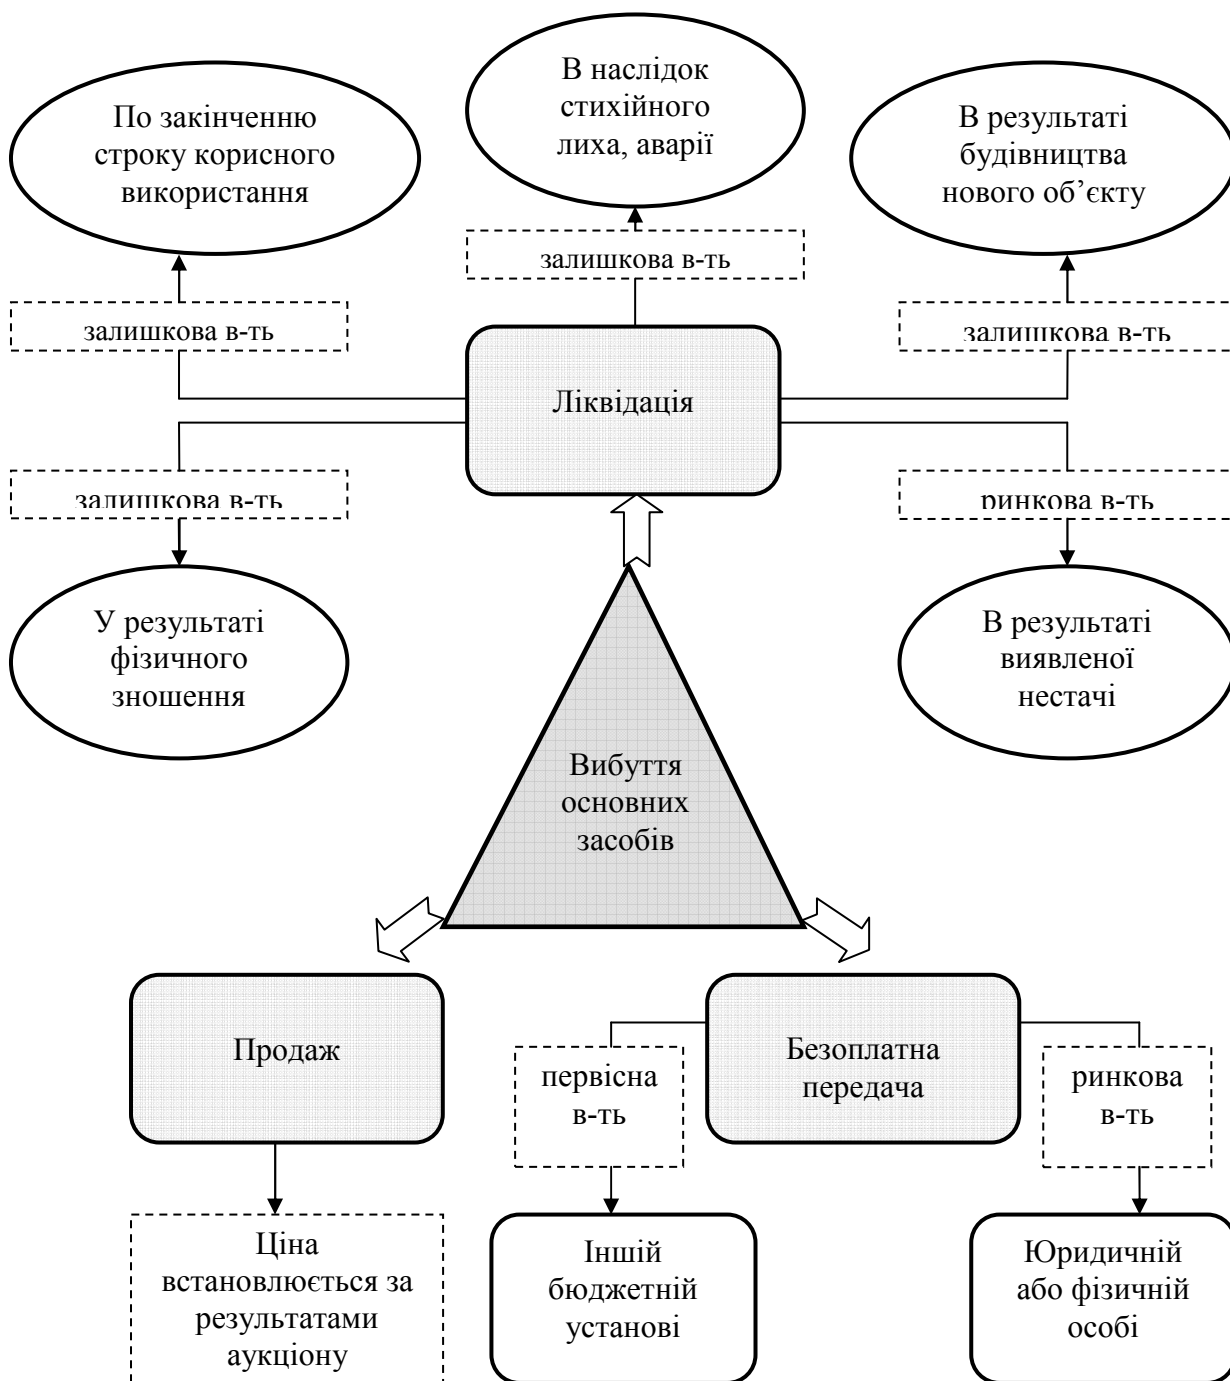 По закінченню
строку корисного
використання
В наслідок
стихійного
лиха, аварії
В результаті
будівництва
нового об’єкту
залишкова в-ть
залишкова в-ть
залишкова в-ть
Ліквідація
залишкова в-ть
ринкова в-ть
У результаті
фізичного
зношення
В результаті
виявленої
нестачі
Вибуття
основних
засобів
Продаж
Безоплатна
передача
первісна
в-ть
ринкова
в-ть
Ціна
встановлюється за
результатами
аукціону
Іншій
бюджетній
установі
Юридичній
або фізичній
особі